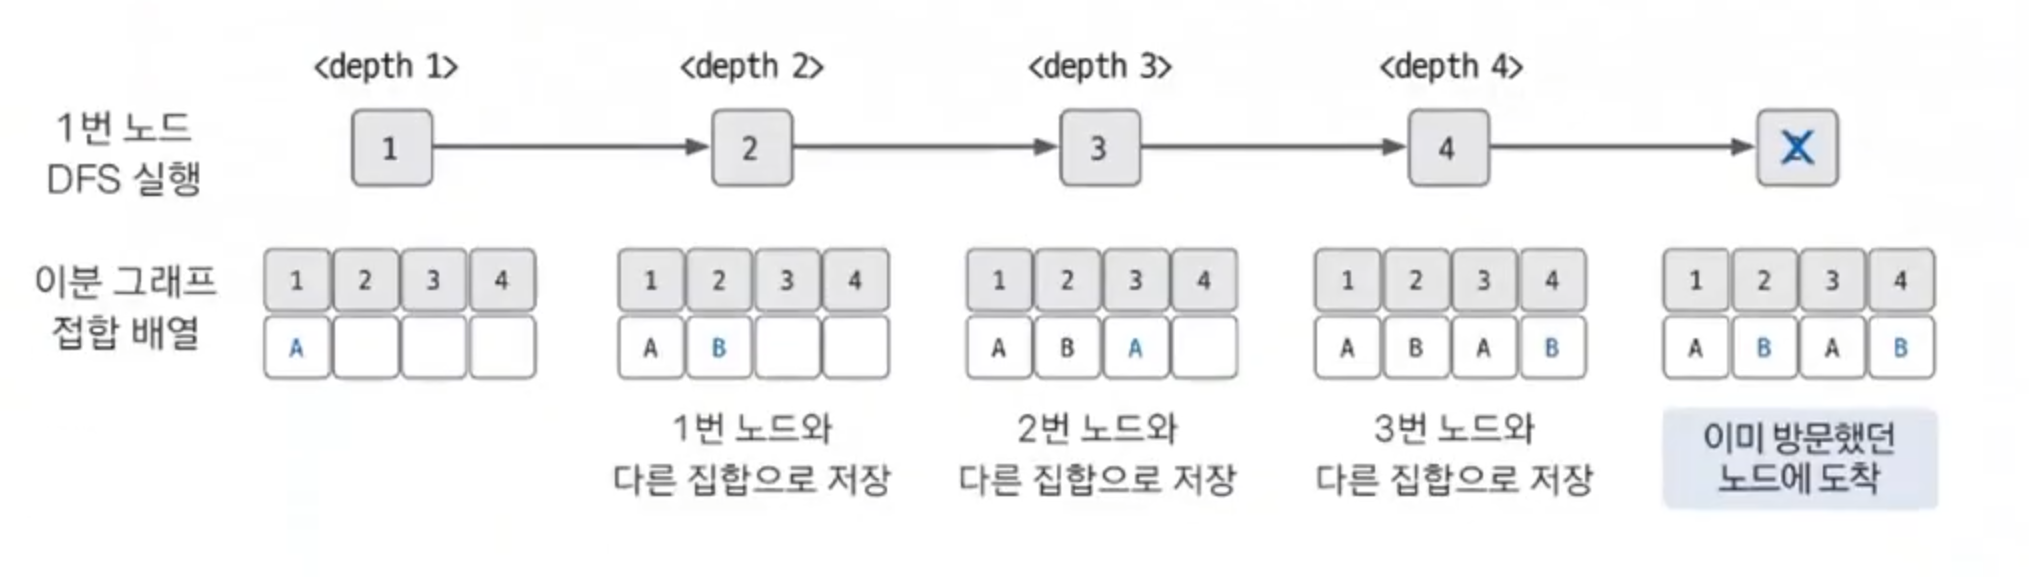 <depth 1> <depth 2> <depth 3> <depth 4>
1번 노드
DFS 실행
1 2 3 4
이분 그래프
접합 배열
1 2 3 4
A
1 2 3 4
A B
1 2 3 4
A B A
1 2 3 4
A B A B
1 2 3 4
A B A B
1번 노드와
다른 집합으로 저장
2번 노드와
다른 집합으로 저장
3번 노드와
다른 집합으로 저장
이미 방문했던
노드에 도착